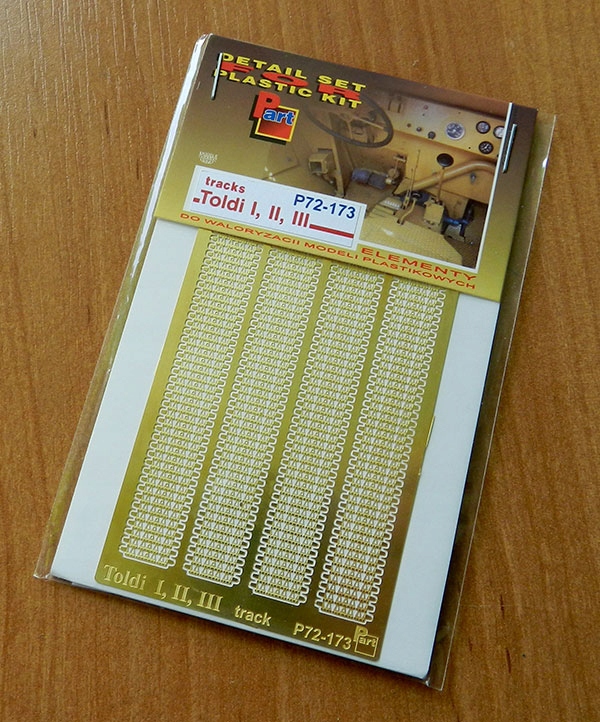 DETAIL SET
FOR
PLASTIC KIT
Part
tracks
Toldi I, II, III
P72-173
ELEMENTY
DO WALORYZACJI MODELI PLASTIKOWYCH
Toldi I, II, III track P72-173 Part